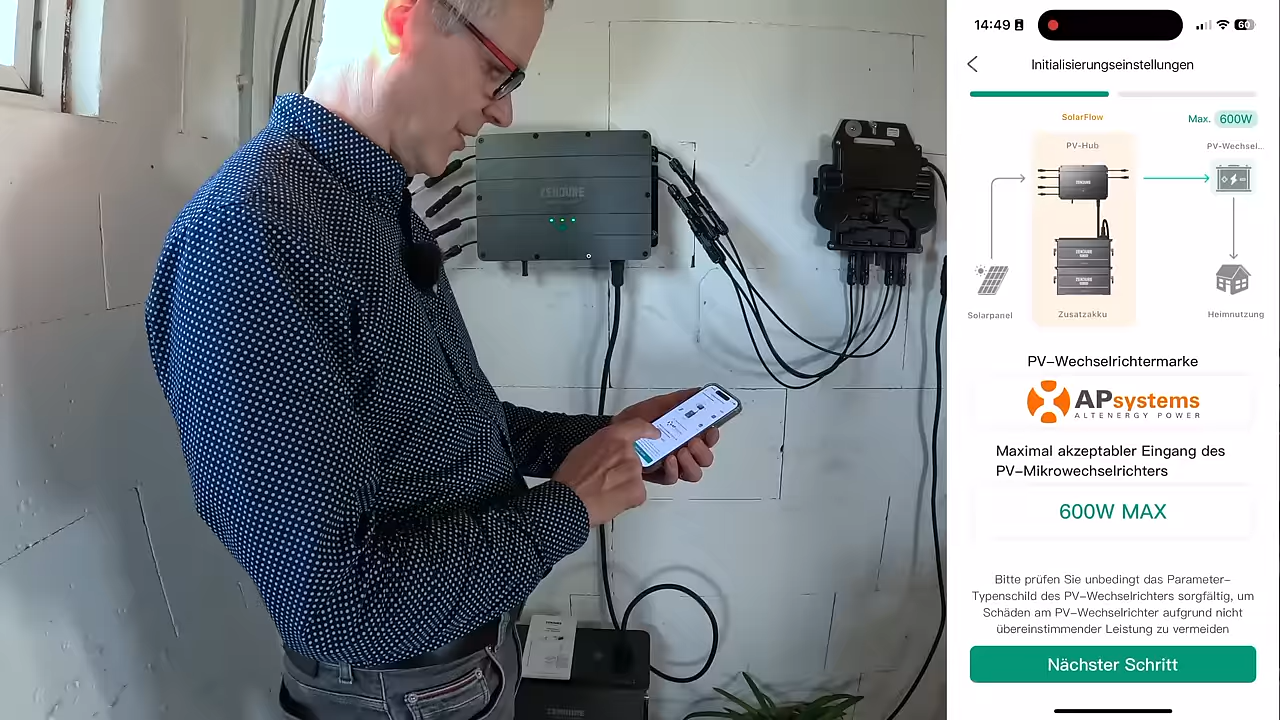 ZENDURE
ZENDURE
14:49
60
Initialisierungseinstellungen
SolarFlow
Max. 600W
PV-Hub
PV-Wechsel...
Solarpanel
Zusatzakku
Heimnutzung
PV-Wechselrichtermarke
APsystems
ALTENERGY POWER
Maximal akzeptabler Eingang des
PV-Mikrowechselrichters
600W MAX
Bitte prüfen Sie unbedingt das Parameter-
Typenschild des PV-Wechselrichters sorgfältig, um
Schäden am PV-Wechselrichter aufgrund nicht
übereinstimmender Leistung zu vermeiden
Nächster Schritt